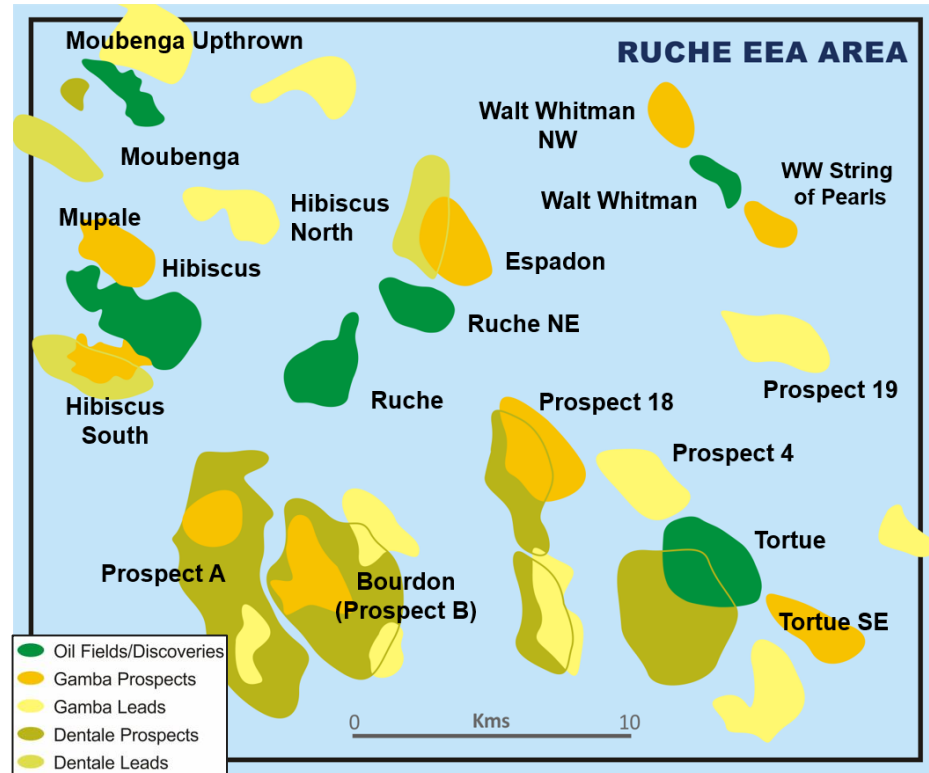 Moubenga Upthrown
RUCHE EEA AREA
Walt Whitman
NW
Moubenga
WW String
of Pearls
Walt Whitman
Mupale
Hibiscus
North
Hibiscus
Espadon
Ruche NE
Prospect 19
Ruche
Prospect 18
Hibiscus
South
Prospect 4
Tortue
Prospect A
Bourdon
(Prospect B)
Tortue SE
Oil Fields/Discoveries
Gamba Prospects
Gamba Leads
Dentale Prospects
Dentale Leads
0 Kms 10